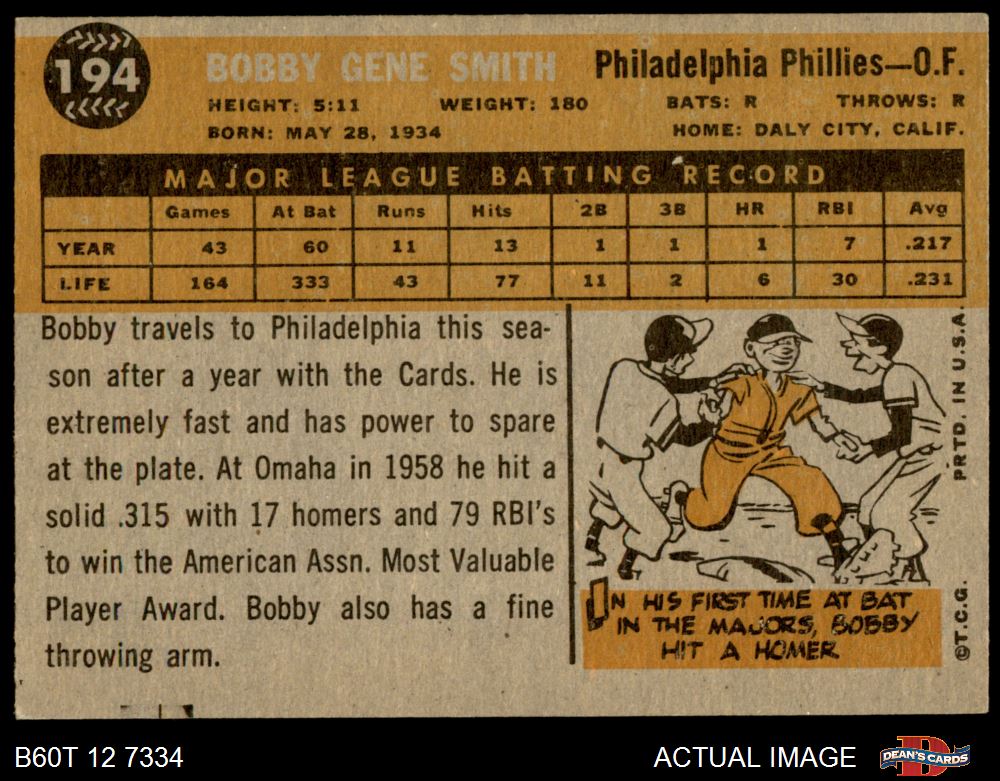 194
BOBBY GENE SMITH
Philadelphia Phillies—O.F.
HEIGHT: 5:11 WEIGHT: 180 BATS: R THROWS: R
BORN: MAY 28, 1934 HOME: DALY CITY, CALIF.
MAJOR LEAGUE BATTING RECORD
Games At Bat Runs Hits 2B 3B HR RBI Avg
YEAR 43 60 11 13 1 1 1 7 .217
LIFE 164 333 43 77 11 2 6 30 .231
Bobby travels to Philadelphia this sea-
son after a year with the Cards. He is
extremely fast and has power to spare
at the plate. At Omaha in 1958 he hit a
solid .315 with 17 homers and 79 RBI's
to win the American Assn. Most Valuable
Player Award. Bobby also has a fine
throwing arm.
IN HIS FIRST TIME AT BAT
IN THE MAJORS, BOBBY
HIT A HOMER
©T.C.G. PRTD. IN U.S.A.
B60T 12 7334
ACTUAL IMAGE
DEAN'S CARDS